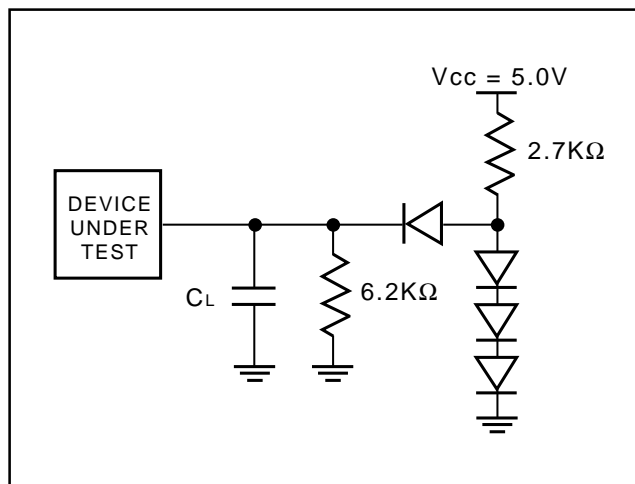 Vcc = 5.0V
2.7KΩ
DEVICE
UNDER
TEST
CL
6.2KΩ